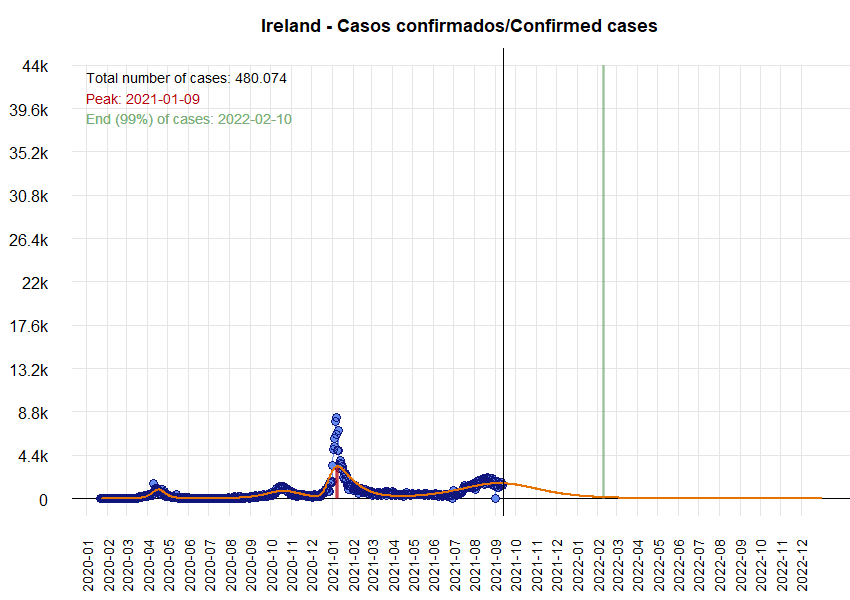 Ireland - Casos confirmados/Confirmed cases
Total number of cases: 480.074
Peak: 2021-01-09
End (99%) of cases: 2022-02-10
44k
39.6k
35.2k
30.8k
26.4k
22k
17.6k
13.2k
8.8k
4.4k
0
2020-01
2020-02
2020-03
2020-04
2020-05
2020-06
2020-07
2020-08
2020-09
2020-10
2020-11
2020-12
2021-01
2021-02
2021-03
2021-04
2021-05
2021-06
2021-07
2021-08
2021-09
2021-10
2021-11
2021-12
2022-01
2022-02
2022-03
2022-04
2022-05
2022-06
2022-07
2022-08
2022-09
2022-10
2022-11
2022-12